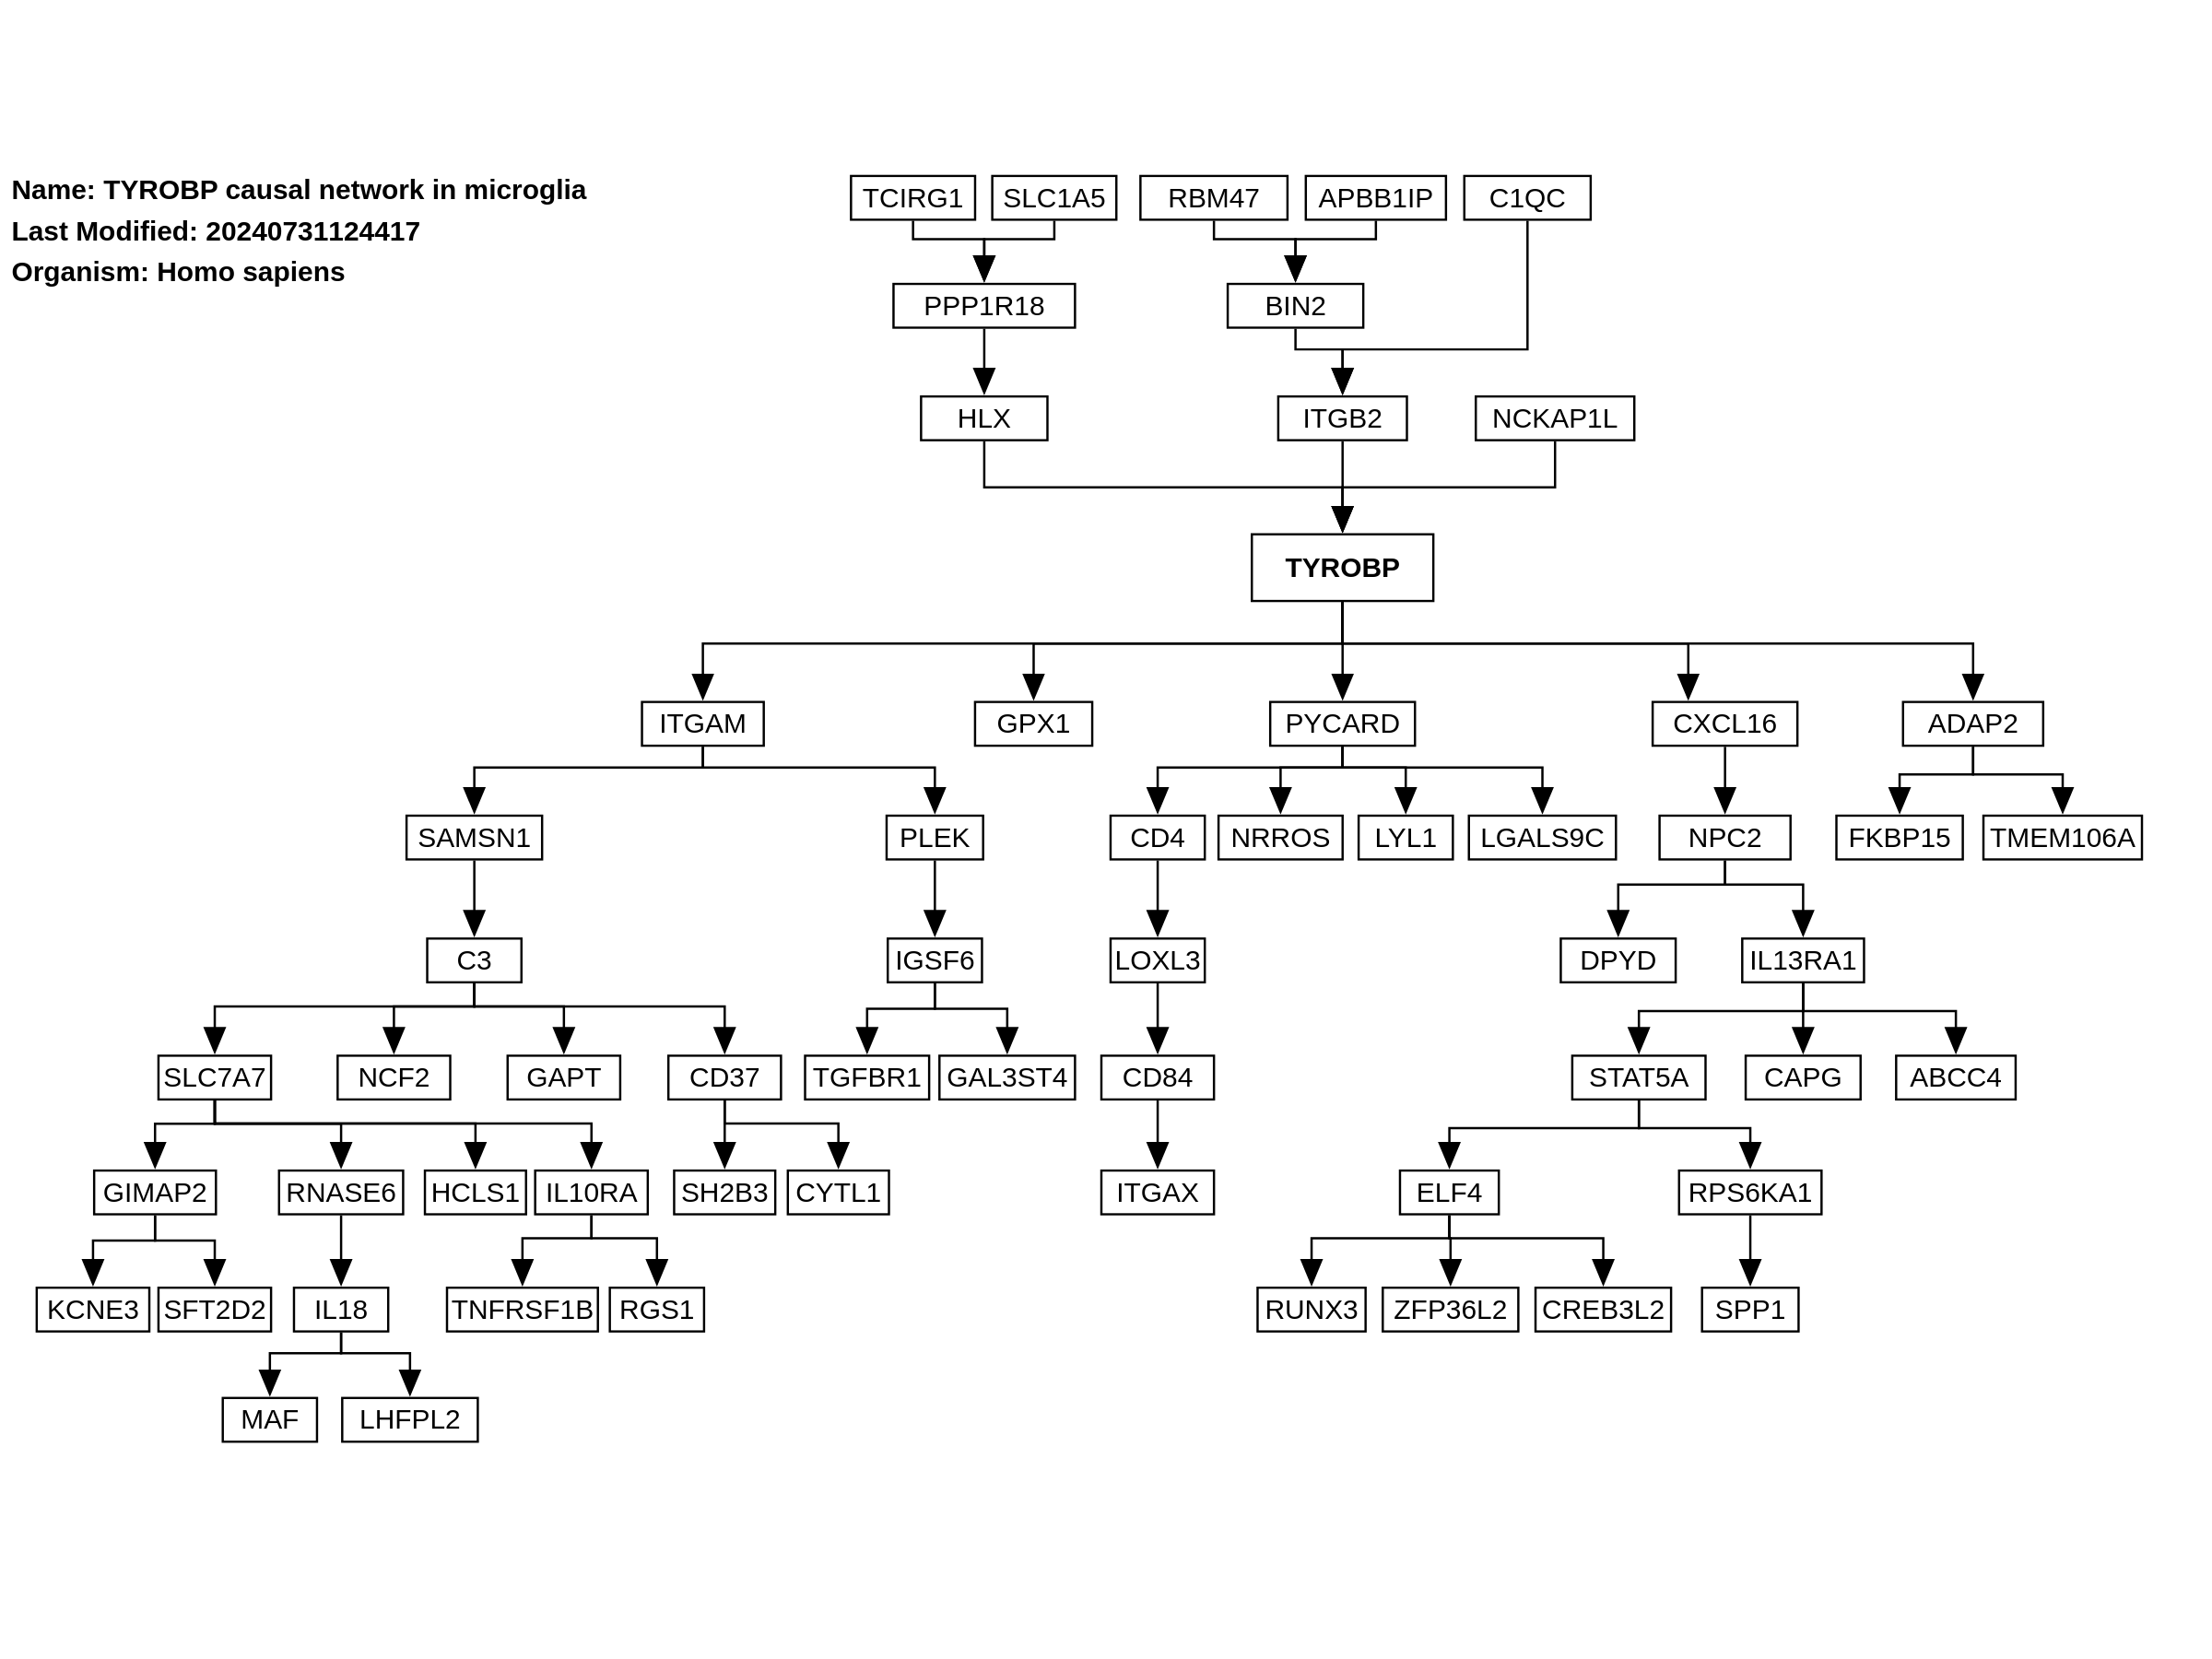 Name: TYROBP causal network in microglia
Last Modified: 20240731124417
Organism: Homo sapiens
TCIRG1 SLC1A5 RBM47 APBB1IP C1QC
PPP1R18 BIN2
HLX ITGB2 NCKAP1L
TYROBP
ITGAM GPX1 PYCARD CXCL16 ADAP2
SAMSN1 PLEK CD4 NRROS LYL1 LGALS9C NPC2 FKBP15 TMEM106A
C3 IGSF6 LOXL3 DPYD IL13RA1
SLC7A7 NCF2 GAPT CD37 TGFBR1 GAL3ST4 CD84 STAT5A CAPG ABCC4
GIMAP2 RNASE6 HCLS1 IL10RA SH2B3 CYTL1 ITGAX ELF4 RPS6KA1
KCNE3 SFT2D2 IL18 TNFRSF1B RGS1 RUNX3 ZFP36L2 CREB3L2 SPP1
MAF LHFPL2